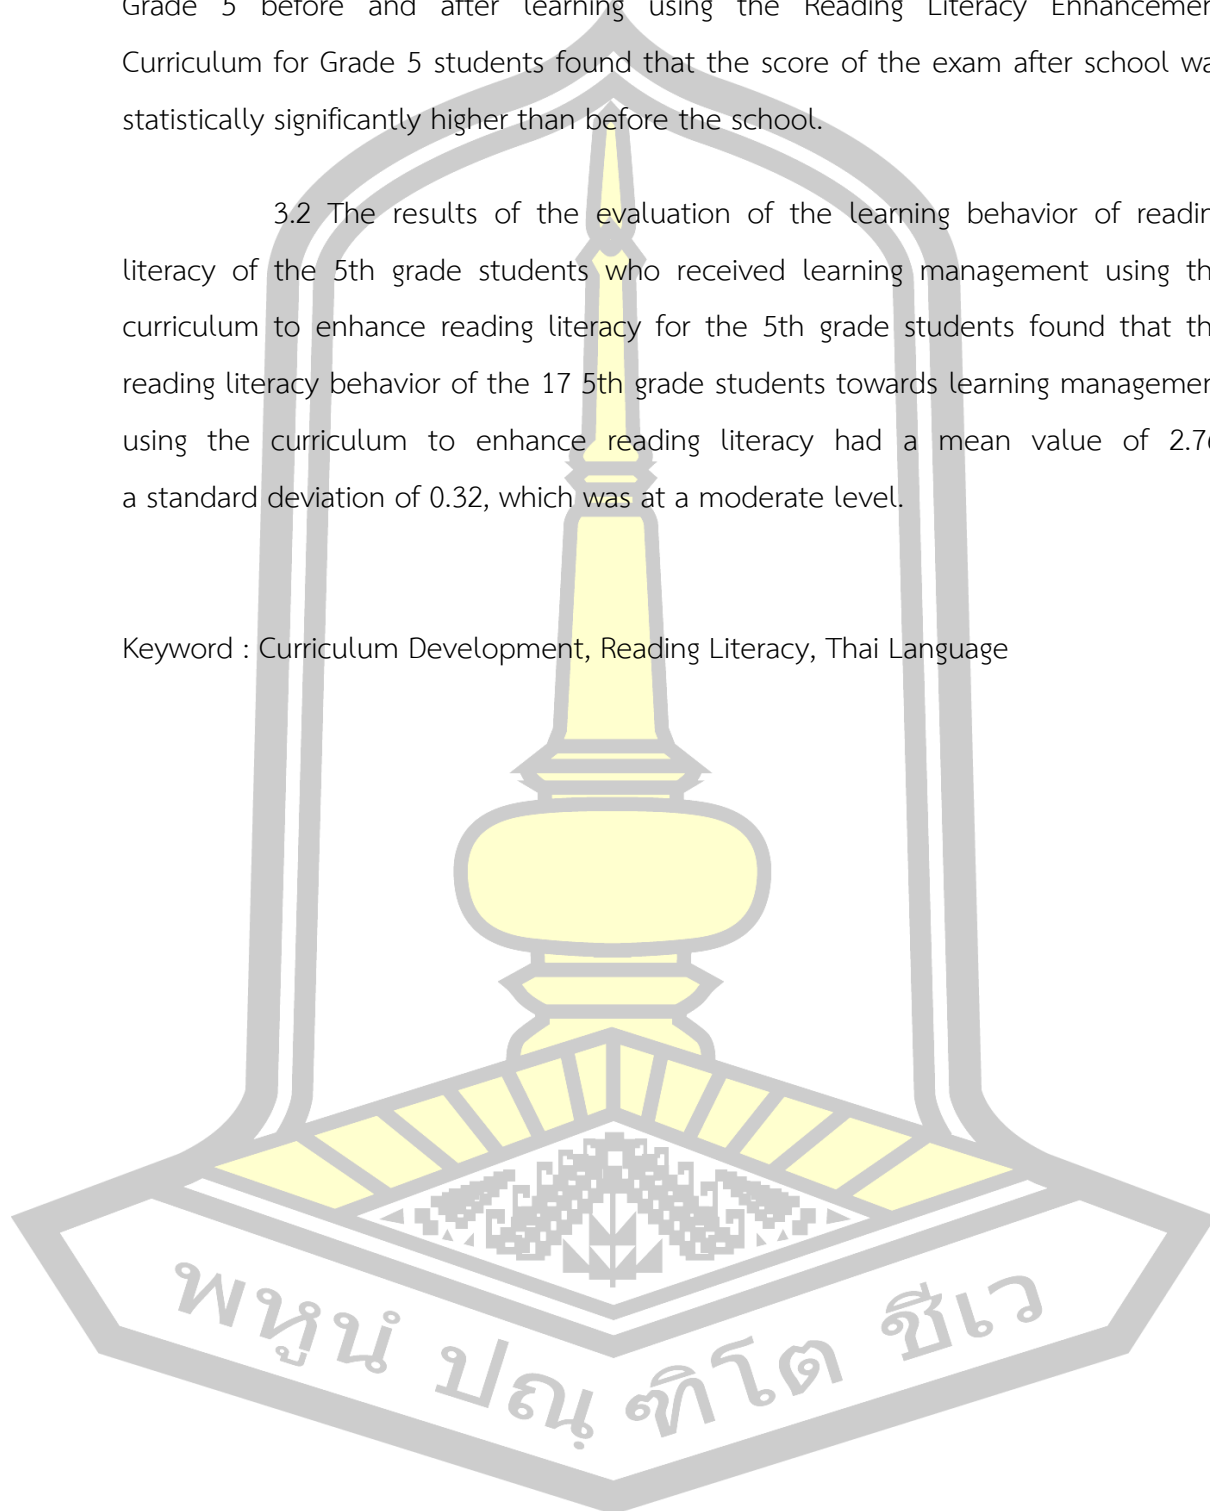 Grade 5 before and after learning using the Reading Literacy Enhancemen
Curriculum for Grade 5 students found that the score of the exam after school wa
statistically significantly higher than before the school.
3.2 The results of the evaluation of the learning behavior of readin
literacy of the 5th grade students who received learning management using th
curriculum to enhance reading literacy for the 5th grade students found that th
reading literacy behavior of the 17 5th grade students towards learning managemen
using the curriculum to enhance reading literacy had a mean value of 2.76
a standard deviation of 0.32, which was at a moderate level.
Keyword : Curriculum Development, Reading Literacy, Thai Language
พหูนํ ปณฺฑิโต ชีเว